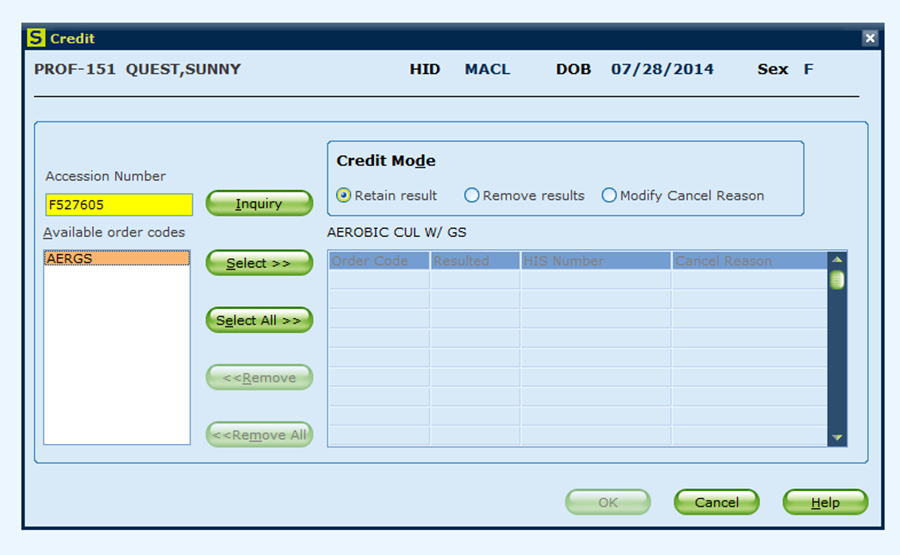 S Credit
PROF-151 QUEST,SUNNY HID MACL DOB 07/28/2014 Sex F
Credit Mode
Accession Number
Retain result Remove results Modify Cancel Reason
F527605 Inquiry
Available order codes AEROBIC CUL W/ GS
AERGS Select >> Order Code Resulted HIS Number Cancel Reason
Select All >>
<<Remove
<<Remove All
OK Cancel Help